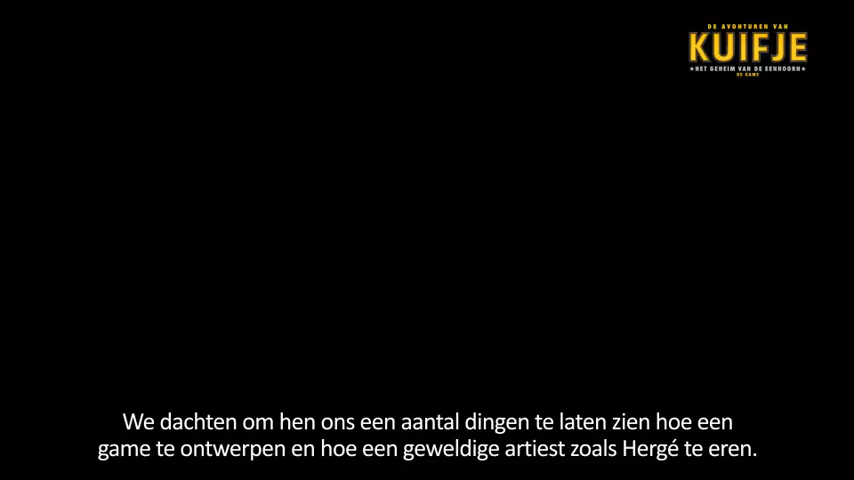 DE AVONTUREN VAN
KUIFJE
★HET GEHEIM VAN DE EENHOORN★
DE GAME
We dachten om hen ons een aantal dingen te laten zien hoe een
game te ontwerpen en hoe een geweldige artiest zoals Hergé te eren.